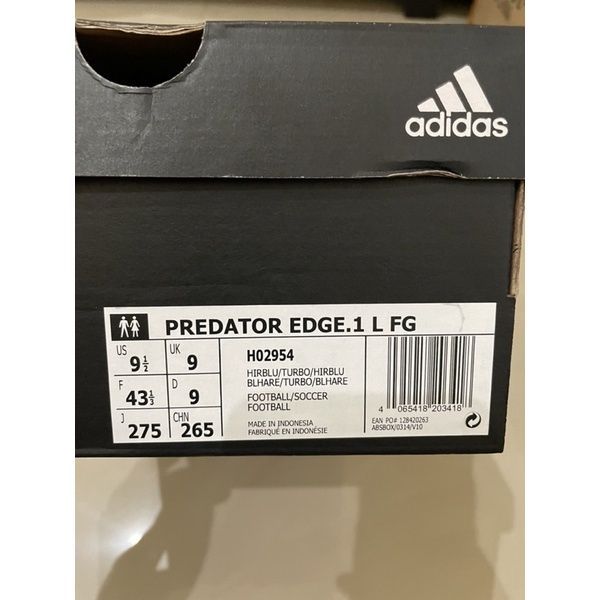 adidas
PREDATOR EDGE.1 L FG
US 9½ UK 9
F 43⅓ D 9
J 275 CHN 265
H02954
HIRBLU/TURBO/HIRBLU
BLHARE/TURBO/BLHARE
FOOTBALL/SOCCER
FOOTBALL
MADE IN INDONESIA
FABRIQUÉ EN INDONÉSIE
4 065418 203418
EAN PO# 128420263
ABSBOX/0314/V10